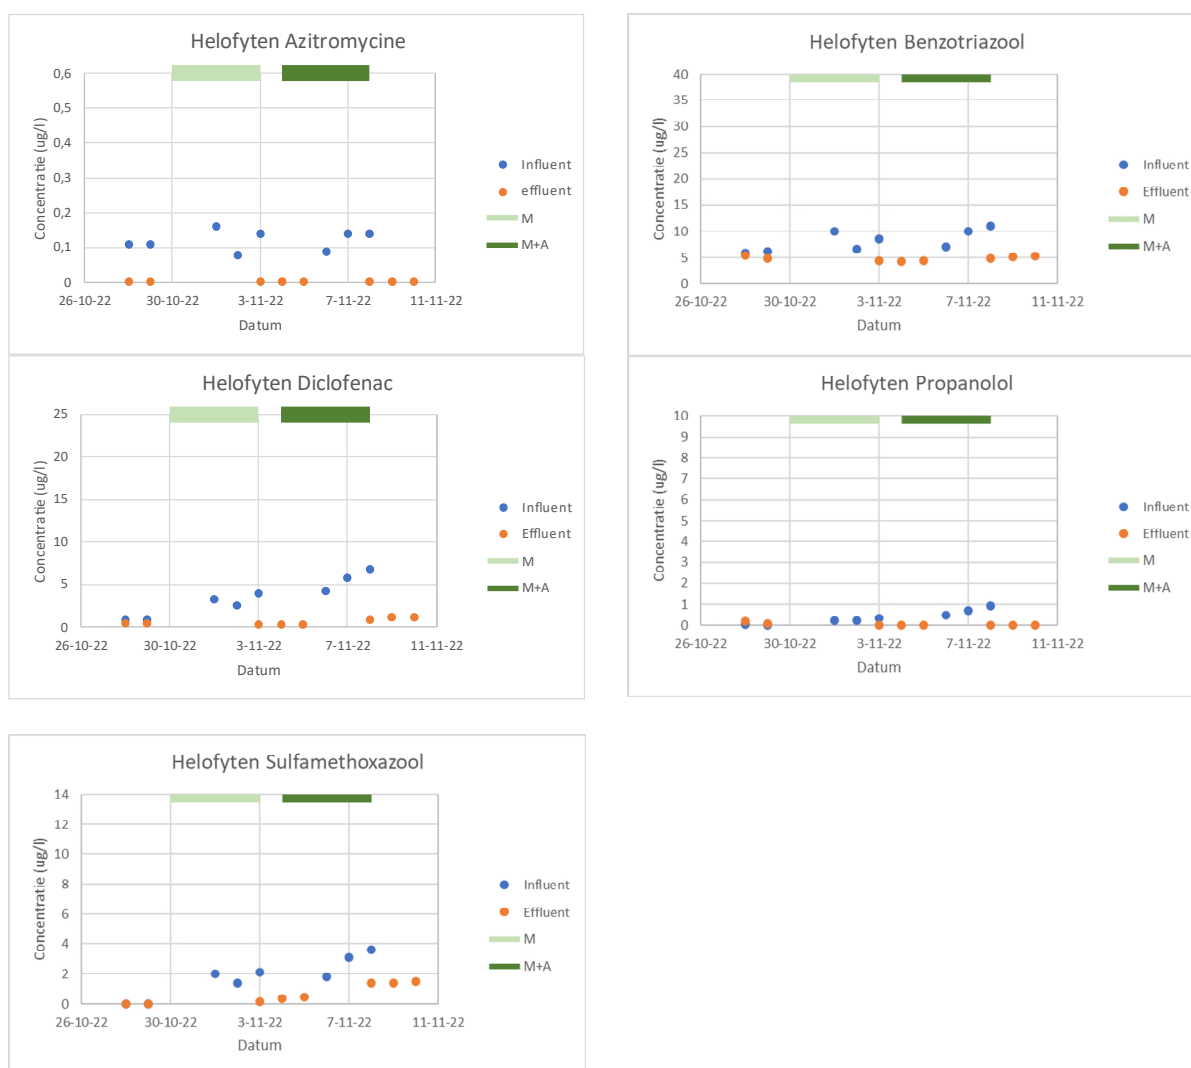 Helofyten Azitromycine
0,6
0,5
0,4
0,3
0,2
0,1
0
Concentratie (ug/l)
26-10-22 30-10-22 3-11-22 7-11-22 11-11-22
Datum
Influent
effluent
M
M+A
Helofyten Benzotriazool
40
35
30
25
20
15
10
5
0
Concentratie (ug/l)
26-10-22 30-10-22 3-11-22 7-11-22 11-11-22
Datum
Influent
Effluent
M
M+A
Helofyten Diclofenac
25
20
15
10
5
0
Concentratie (ug/l)
26-10-22 30-10-22 3-11-22 7-11-22 11-11-22
Datum
Influent
Effluent
M
M+A
Helofyten Propanolol
10
9
8
7
6
5
4
3
2
1
0
Concentratie (ug/l)
26-10-22 30-10-22 3-11-22 7-11-22 11-11-22
Datum
Influent
Effluent
M
M+A
Helofyten Sulfamethoxazool
14
12
10
8
6
4
2
0
Concentratie (ug/l)
26-10-22 30-10-22 3-11-22 7-11-22 11-11-22
Datum
Influent
Effluent
M
M+A